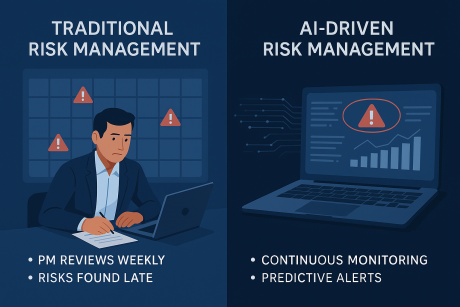 TRADITIONAL
RISK MANAGEMENT
• PM REVIEWS WEEKLY
• RISKS FOUND LATE
AI-DRIVEN
RISK MANAGEMENT
• CONTINUOUS MONITORING
• PREDICTIVE ALERTS